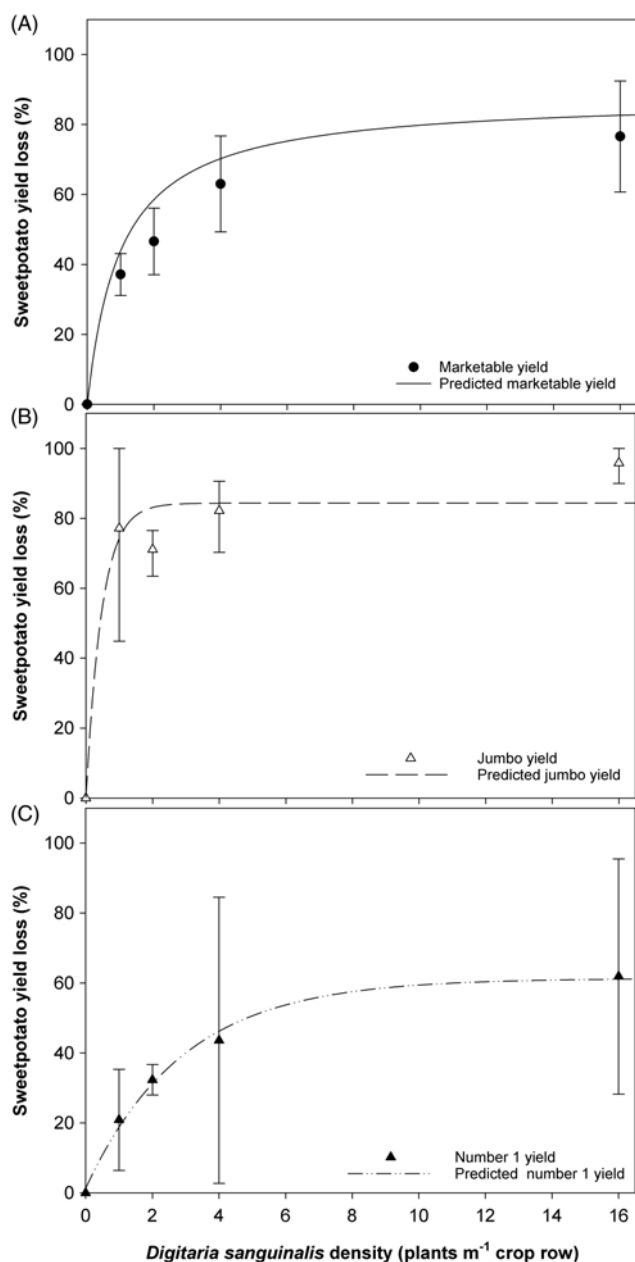 (A)
100
80
60
40
20
0
Sweetpotato yield loss (%)
Marketable yield
Predicted marketable yield
(B)
100
80
60
40
20
0
Sweetpotato yield loss (%)
Jumbo yield
Predicted jumbo yield
(C)
100
80
60
40
20
0
Sweetpotato yield loss (%)
Number 1 yield
Predicted number 1 yield
0 2 4 6 8 10 12 14 16
Digitaria sanguinalis density (plants m⁻¹ crop row)